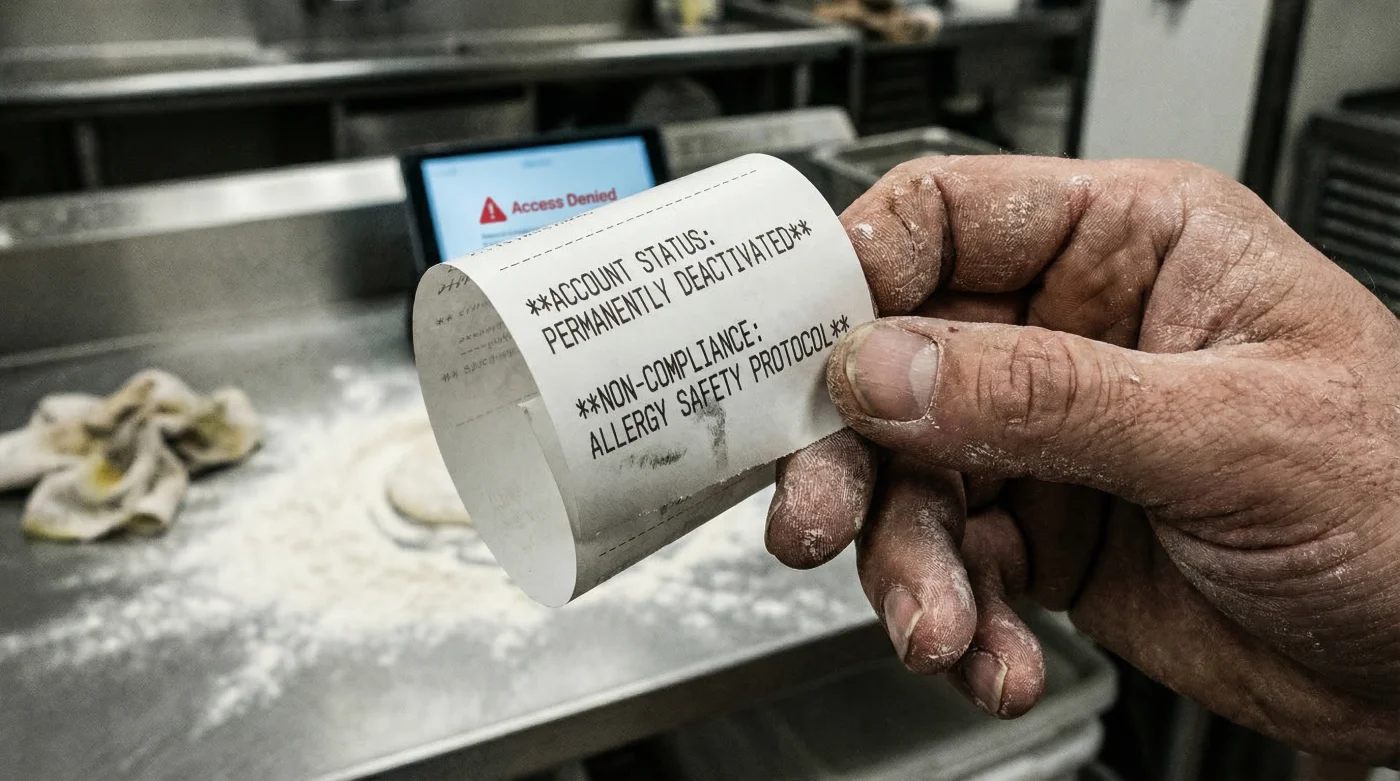 Access Denied
**ACCOUNT STATUS:
PERMANENTLY DEACTIVATED**
**NON-COMPLIANCE:
ALLERGY SAFETY PROTOCOL**